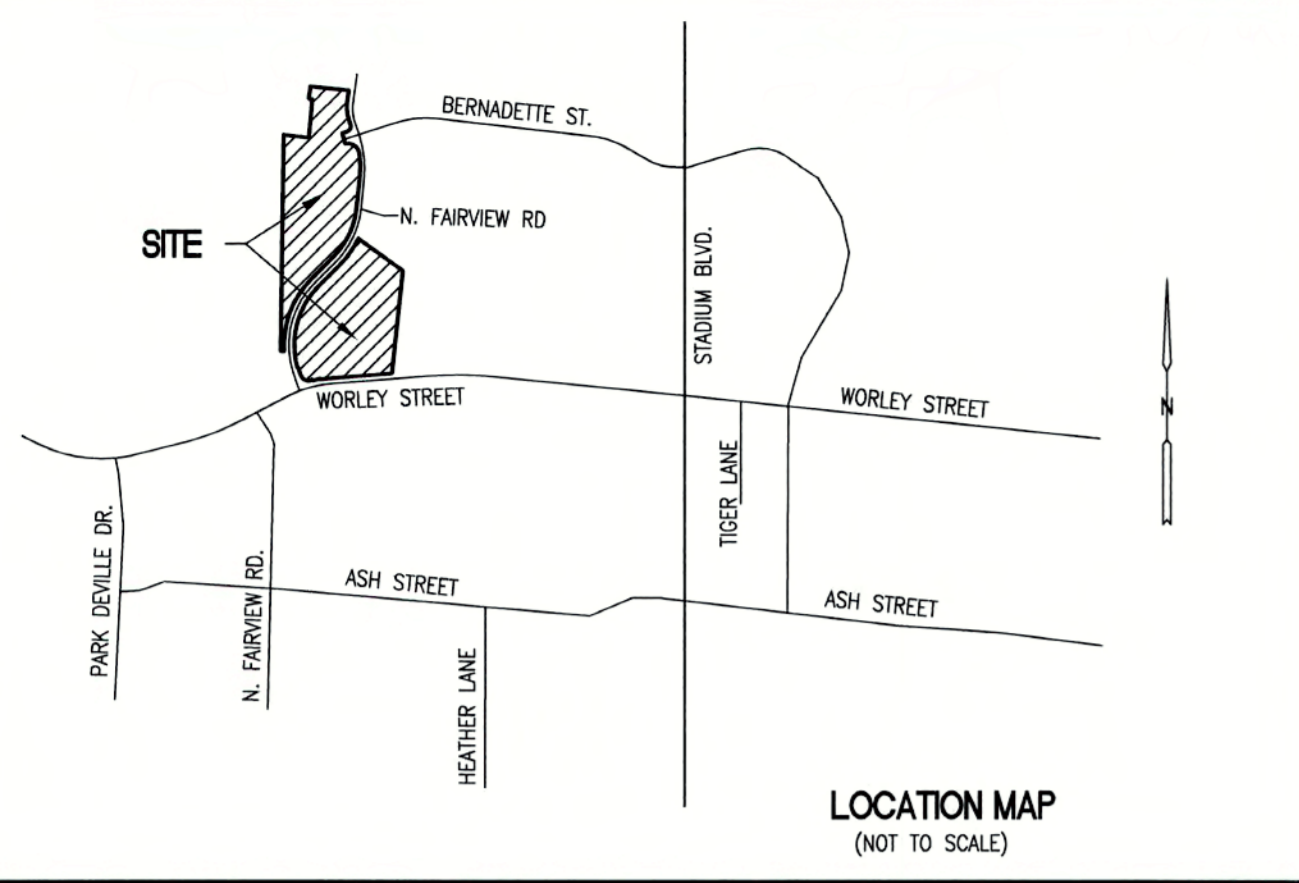 BERNADETTE ST.
N. FAIRVIEW RD
SITE
STADIUM BLVD.
WORLEY STREET
WORLEY STREET
N
TIGER LANE
PARK DEVILLE DR.
N. FAIRVIEW RD.
ASH STREET
ASH STREET
HEATHER LANE
LOCATION MAP
(NOT TO SCALE)